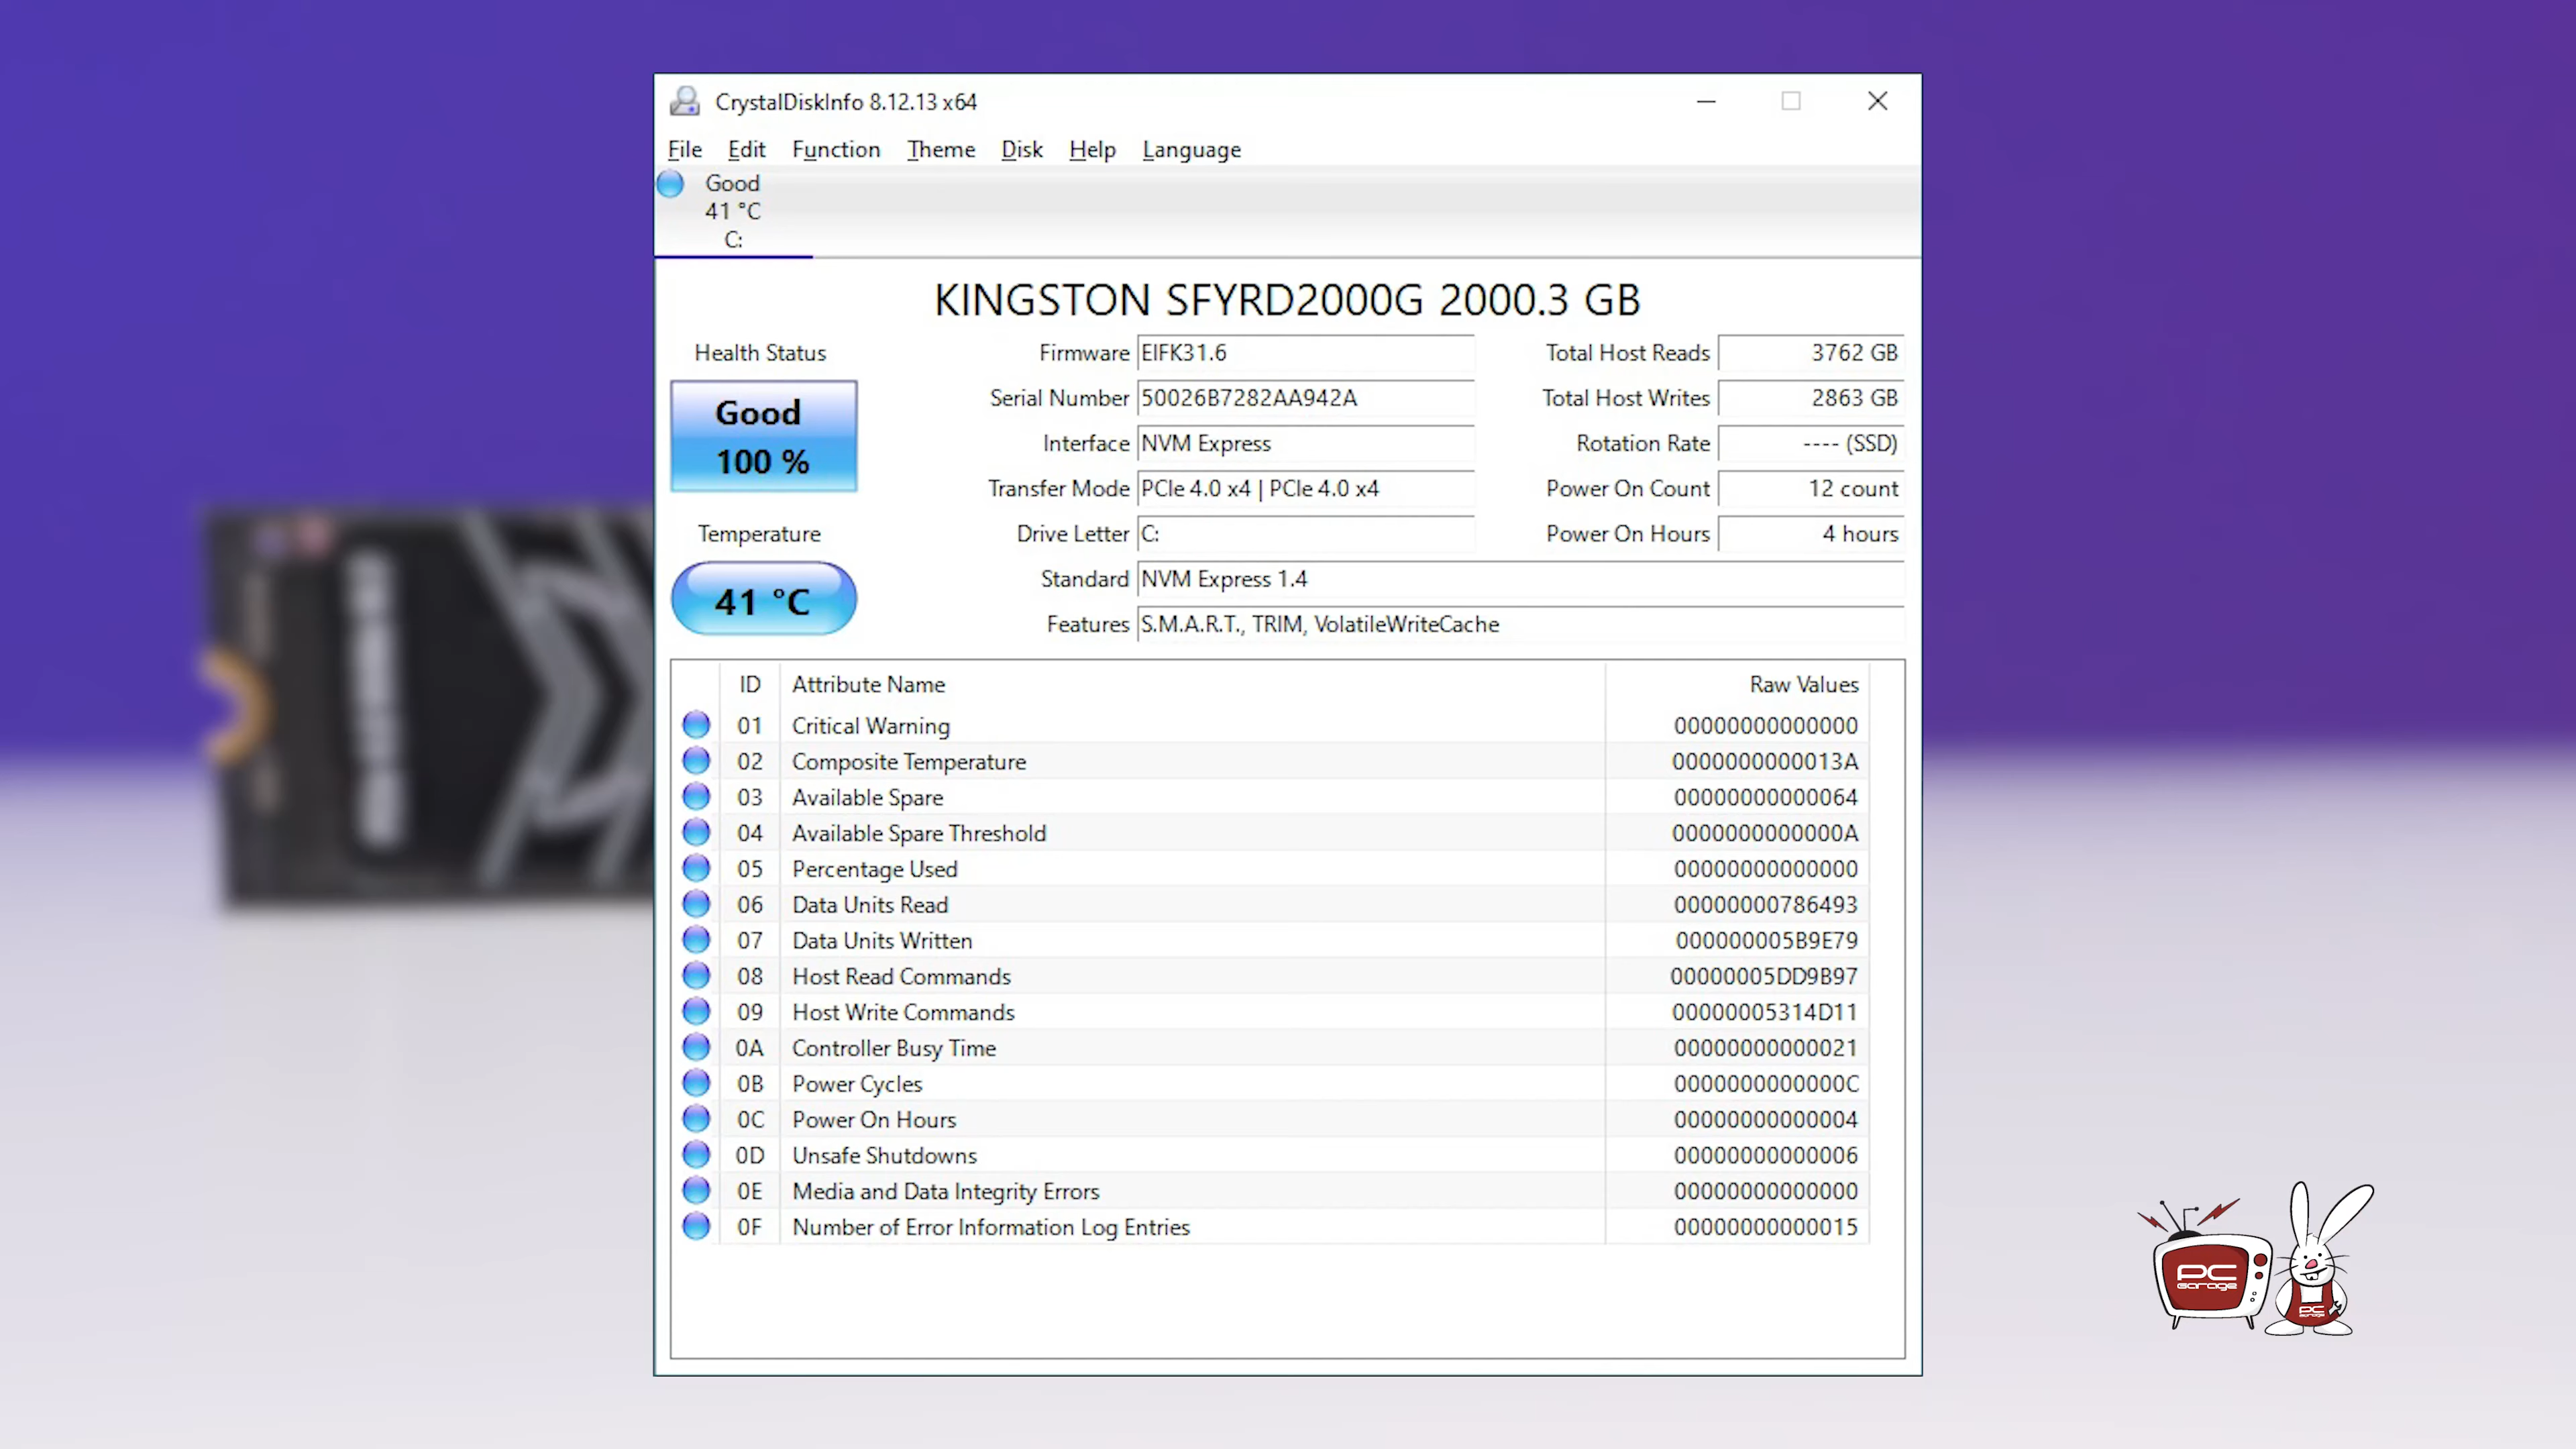 CrystalDiskInfo 8.12.13 x64
File Edit Function Theme Disk Help Language
Good
41 °C
C:
KINGSTON SFYRD2000G 2000.3 GB
Health Status
Good
100 %
Temperature
41 °C
Firmware EIFK31.6
Serial Number 50026B7282AA942A
Interface NVM Express
Transfer Mode PCIe 4.0 x4 | PCIe 4.0 x4
Drive Letter C:
Standard NVM Express 1.4
Features S.M.A.R.T., TRIM, VolatileWriteCache
Total Host Reads 3762 GB
Total Host Writes 2863 GB
Rotation Rate ---- (SSD)
Power On Count 12 count
Power On Hours 4 hours
ID Attribute Name Raw Values
01 Critical Warning 00000000000000
02 Composite Temperature 0000000000013A
03 Available Spare 00000000000064
04 Available Spare Threshold 0000000000000A
05 Percentage Used 00000000000000
06 Data Units Read 00000000786493
07 Data Units Written 000000005B9E79
08 Host Read Commands 00000005DD9B97
09 Host Write Commands 00000005314D11
0A Controller Busy Time 00000000000021
0B Power Cycles 0000000000000C
0C Power On Hours 00000000000004
0D Unsafe Shutdowns 00000000000006
0E Media and Data Integrity Errors 00000000000000
0F Number of Error Information Log Entries 00000000000015
PC
Garage
PC
Garage